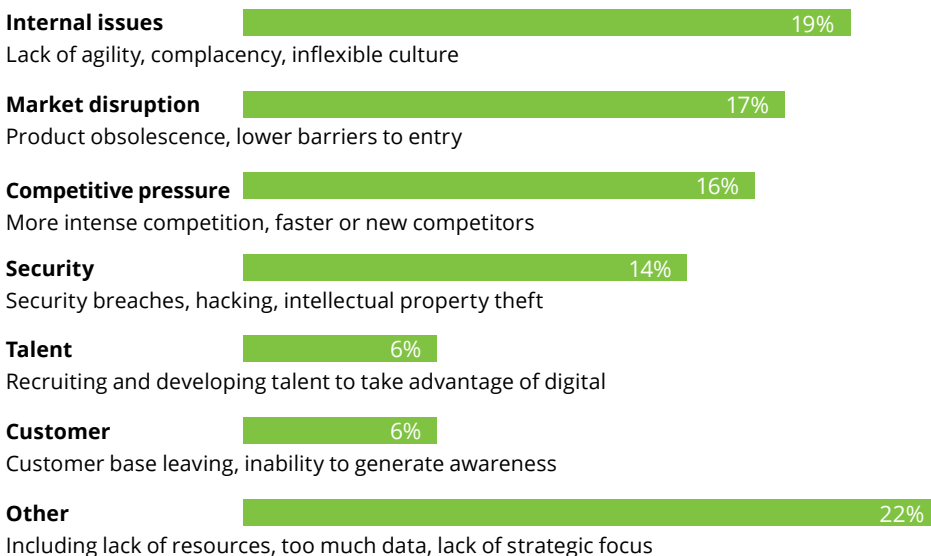 Internal issues 19%
Lack of agility, complacency, inflexible culture
Market disruption 17%
Product obsolescence, lower barriers to entry
Competitive pressure 16%
More intense competition, faster or new competitors
Security 14%
Security breaches, hacking, intellectual property theft
Talent 6%
Recruiting and developing talent to take advantage of digital
Customer 6%
Customer base leaving, inability to generate awareness
Other 22%
Including lack of resources, too much data, lack of strategic focus